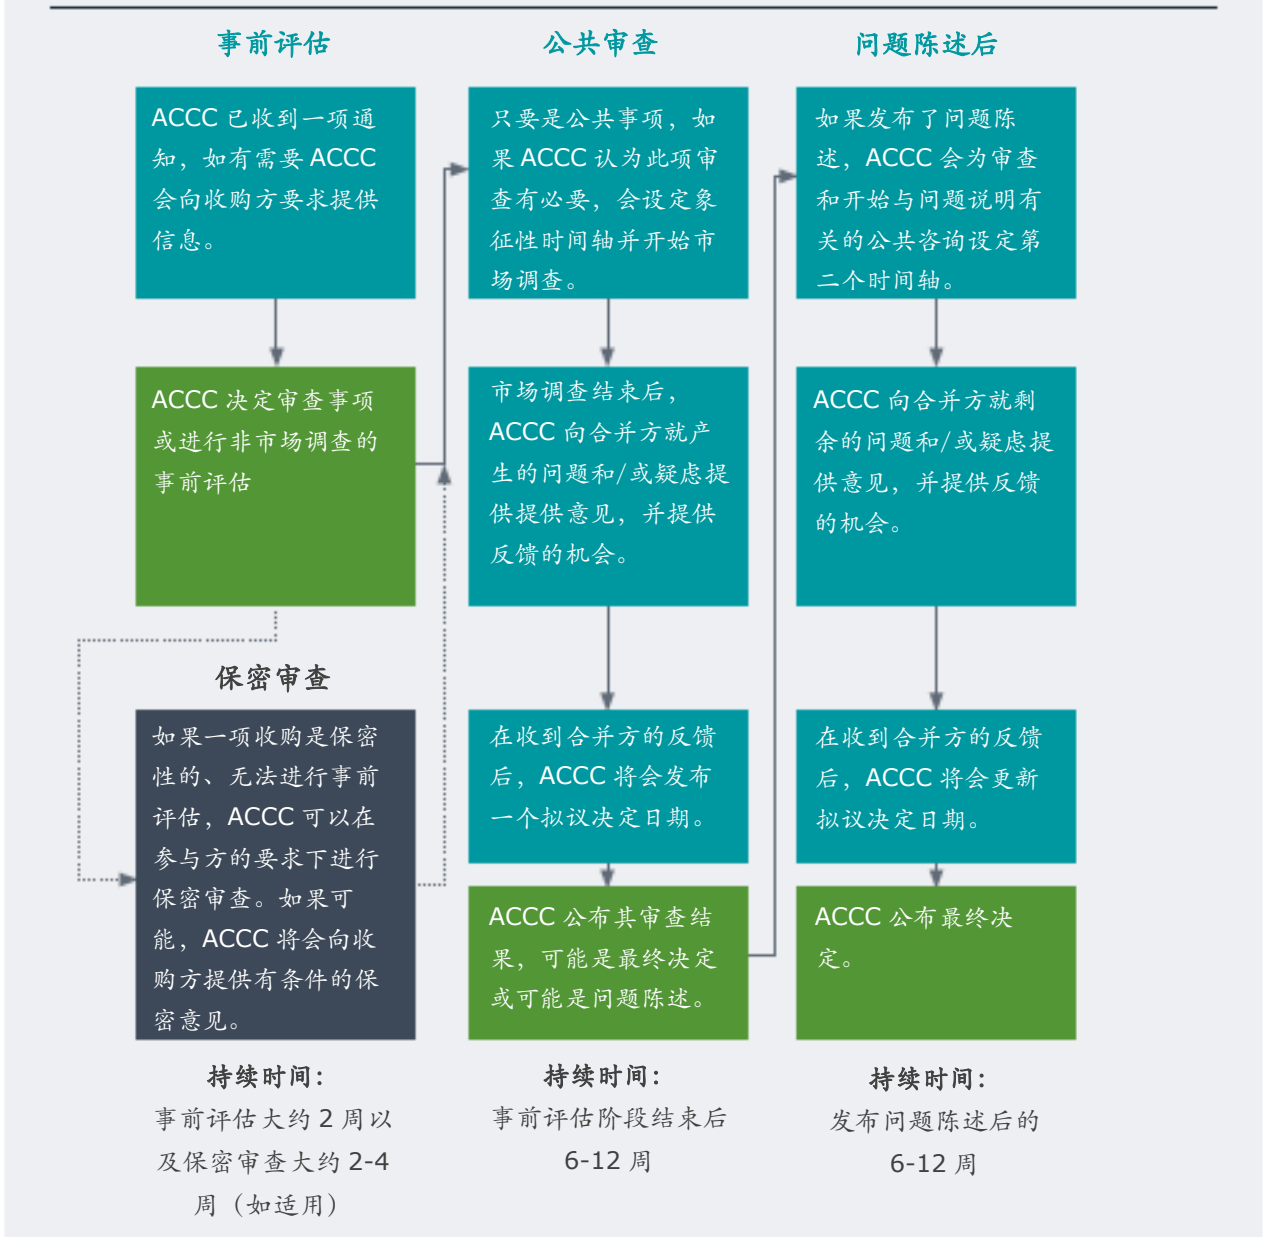 事前评估
ACCC 已收到一项通
知，如有需要 ACCC
会向收购方要求提供
信息。
ACCC 决定审查事项
或进行非市场调查的
事前评估
保密审查
如果一项收购是保密
性的、无法进行事前
评估，ACCC 可以在
参与方的要求下进行
保密审查。如果可
能，ACCC 将会向收
购方提供有条件的保
密意见。
持续时间：
事前评估大约 2 周以
及保密审查大约 2-4
周（如适用）
公共审查
只要是公共事项，如
果 ACCC 认为此项审
查有必要，会设定象
征性时间轴并开始市
场调查。
市场调查结束后，
ACCC 向合并方就产
生的问题和/或疑虑提
供提供意见，并提供
反馈的机会。
在收到合并方的反馈
后，ACCC 将会发布
一个拟议决定日期。
ACCC 公布其审查结
果，可能是最终决定
或可能是问题陈述。
持续时间：
事前评估阶段结束后
6-12 周
问题陈述后
如果发布了问题陈
述，ACCC 会为审查
和开始与问题说明有
关的公共咨询设定第
二个时间轴。
ACCC 向合并方就剩
余的问题和/或疑虑提
供意见，并提供反馈
的机会。
在收到合并方的反馈
后，ACCC 将会更新
拟议决定日期。
ACCC 公布最终决
定。
持续时间：
发布问题陈述后的
6-12 周